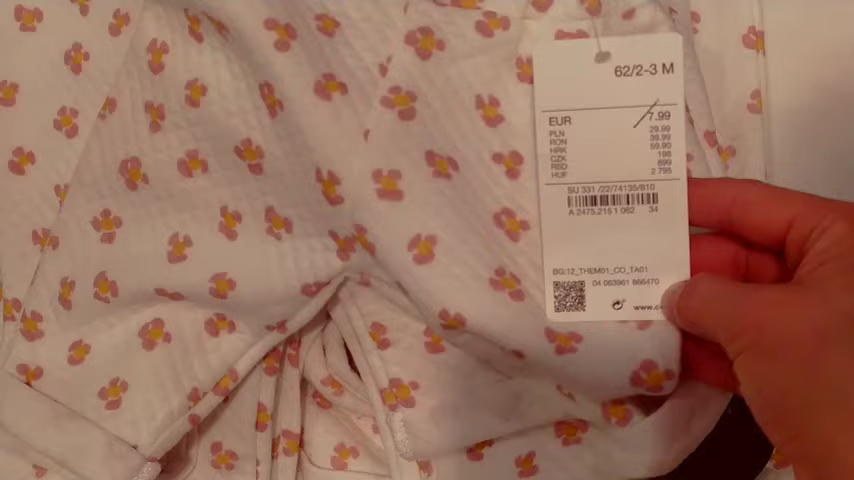 62/2-3 M
EUR 7.99
PLN 29.99
RON 39.99
HRK 59.90
CZK 198
RSD 899
HUF 2 795
SU 331 /22/74135/810
A 2475.215 1 062 34
BG:12_THEM01_CO_TA01
04 063961 866470
www.c